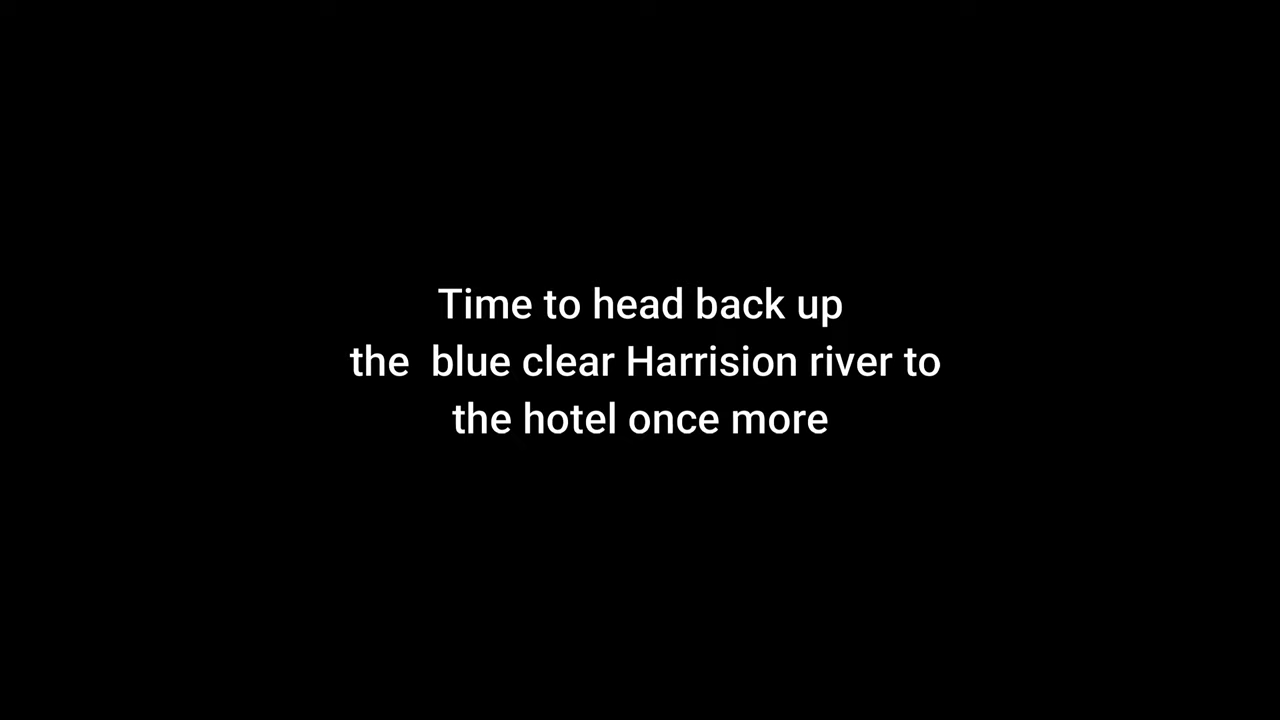 Time to head back up
the  blue clear Harrision river to
the hotel once more